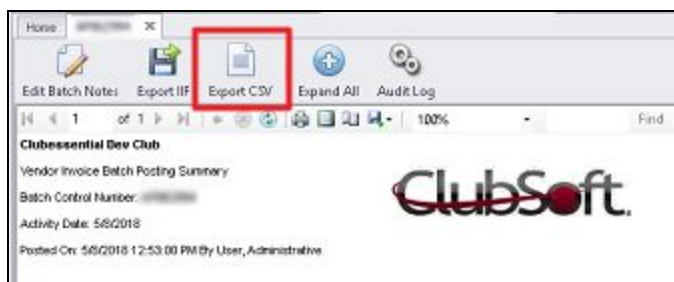 Home
Edit Batch Notes Export IIF Export CSV Expand All Audit Log
1 of 1 100% Find
Clubessential Dev Club
Vendor Invoice Batch Posting Summary
Batch Control Number:
ClubSoft.
Activity Date: 5/8/2018
Posted On: 5/8/2018 12:53:00 PM By User, Administrative